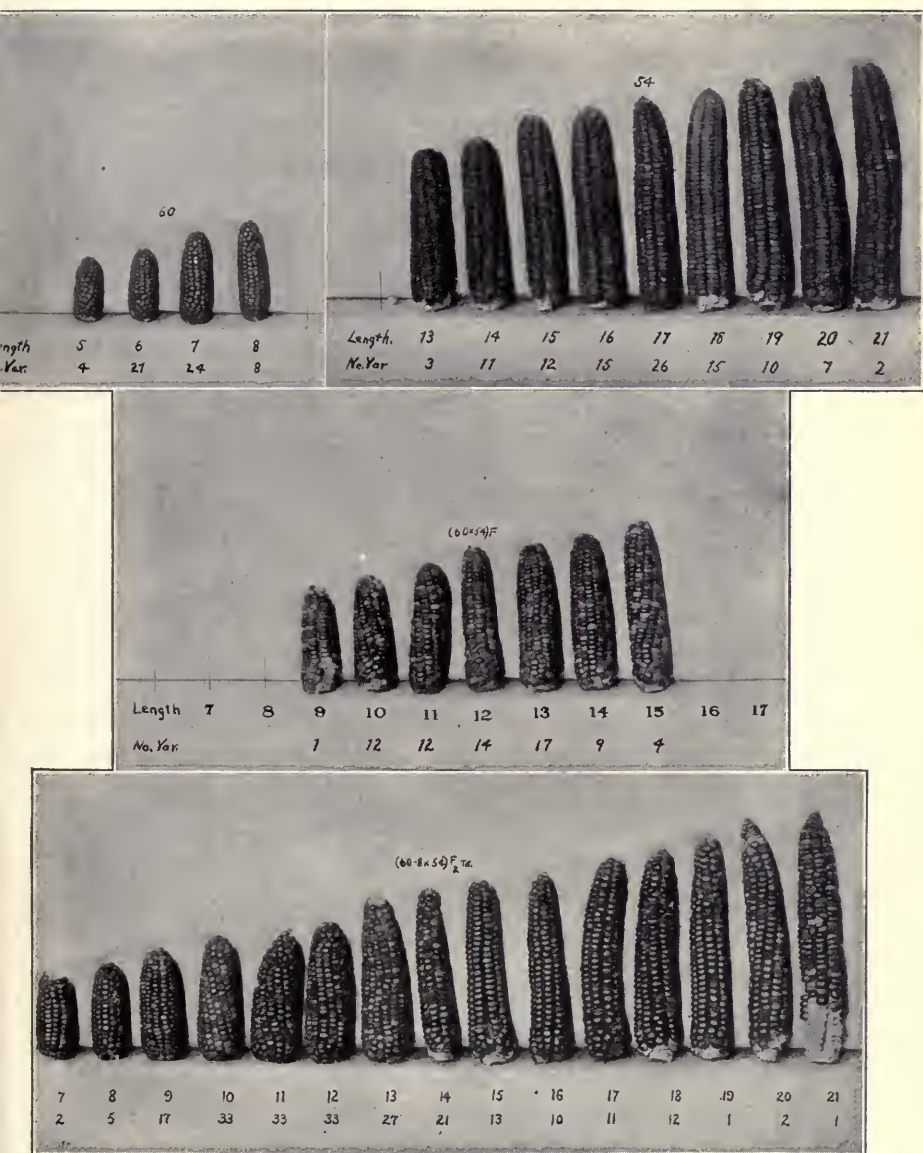 60
ngth 5 6 7 8
Var. 4 21 24 8
54
Length. 13 14 15 16 17 18 19 20 21
No. Var 3 11 12 15 26 15 10 7 2
(60x54)F
Length 7 8 9 10 11 12 13 14 15 16 17
No. Var. 1 12 12 14 17 9 4
(60-8x54)F2
7 8 9 10 11 12 13 14 15 16 17 18 19 20 21
2 5 17 33 33 33 27 21 13 10 11 12 1 2 1